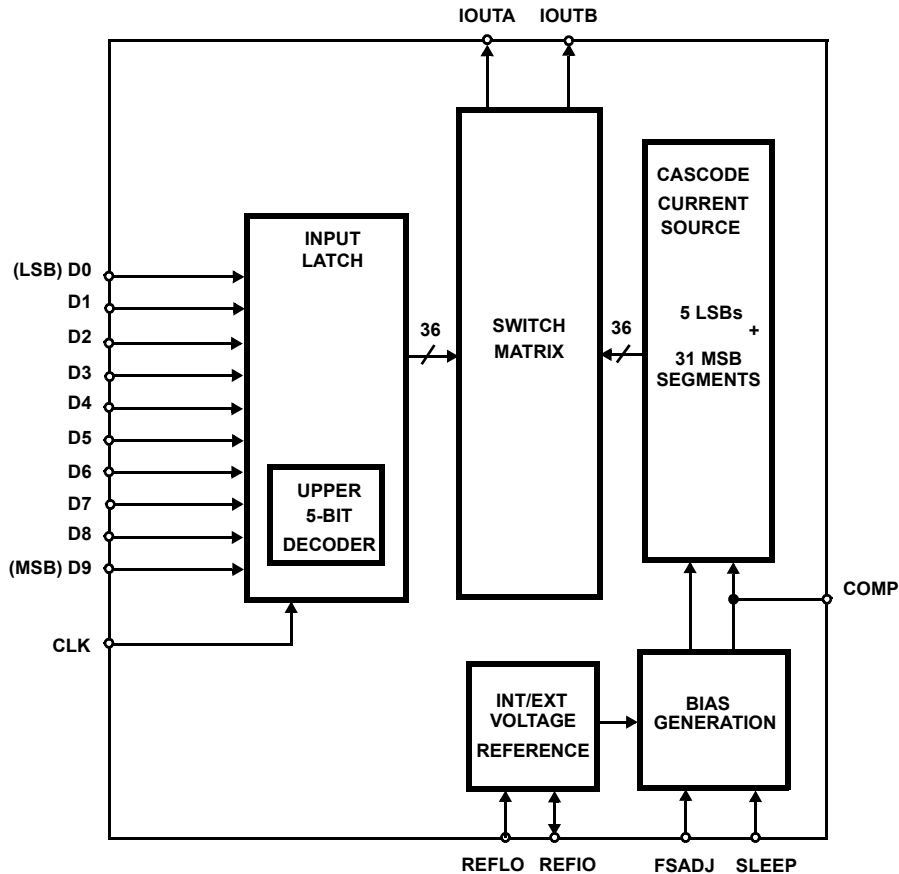 IOUTA IOUTB
CASCODE
CURRENT
SOURCE
5 LSBs
+
31 MSB
SEGMENTS
INPUT
LATCH
(LSB) D0
D1
D2
D3
D4
D5
D6
D7
D8
(MSB) D9
CLK
UPPER
5-BIT
DECODER
36
SWITCH
MATRIX
36
COMP
INT/EXT
VOLTAGE
REFERENCE
BIAS
GENERATION
REFLO REFIO FSADJ SLEEP